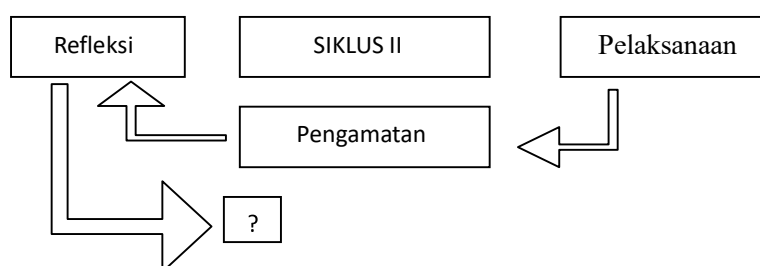 Refleksi
SIKLUS II
Pelaksanaan
Pengamatan
?